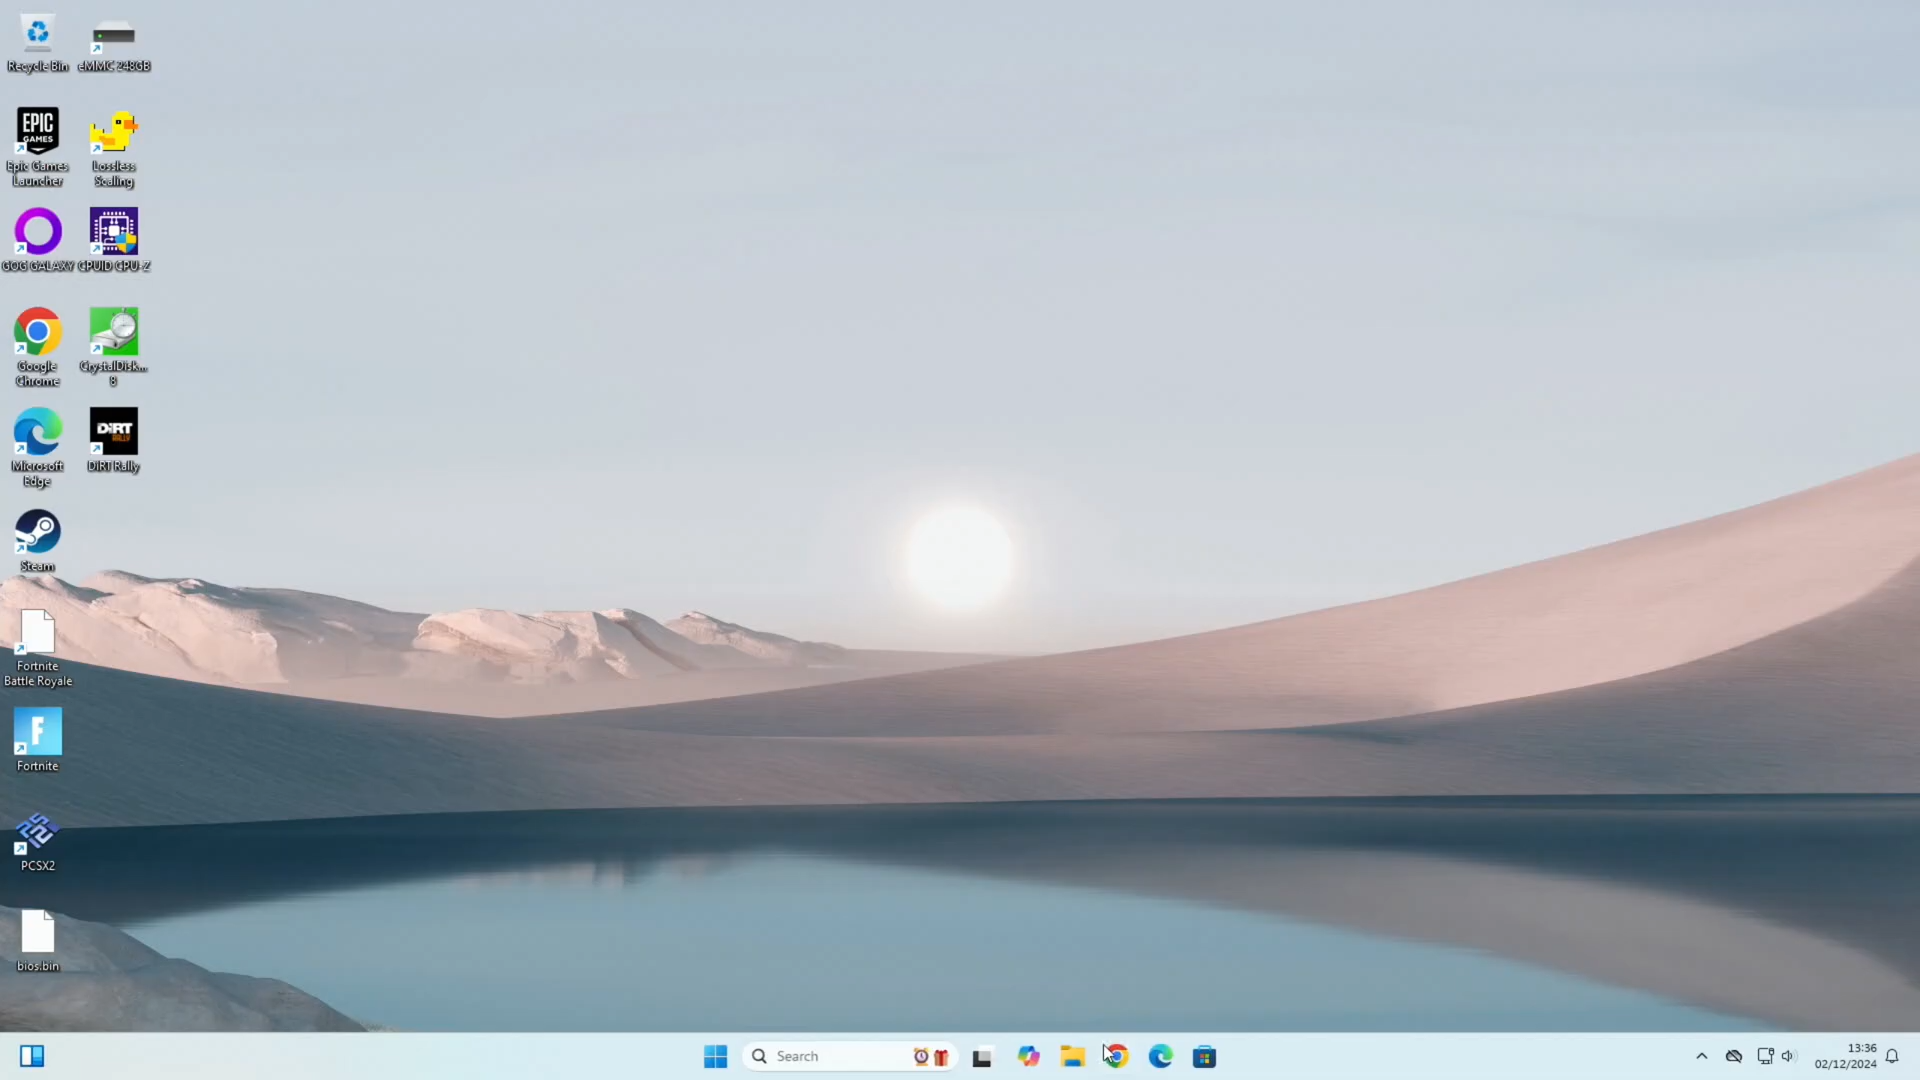 Recycle Bin
eMMC 248GB
EPIC
GAMES
Epic Games
Launcher
Lossless
Scaling
GOG GALAXY
CPUID CPU-Z
Google
Chrome
CrystalDisk...
8
Microsoft
Edge
DiRT
RALLY
DiRT Rally
Steam
Fortnite
Battle Royale
F
Fortnite
PCSX2
bios.bin
Search
13:36
02/12/2024